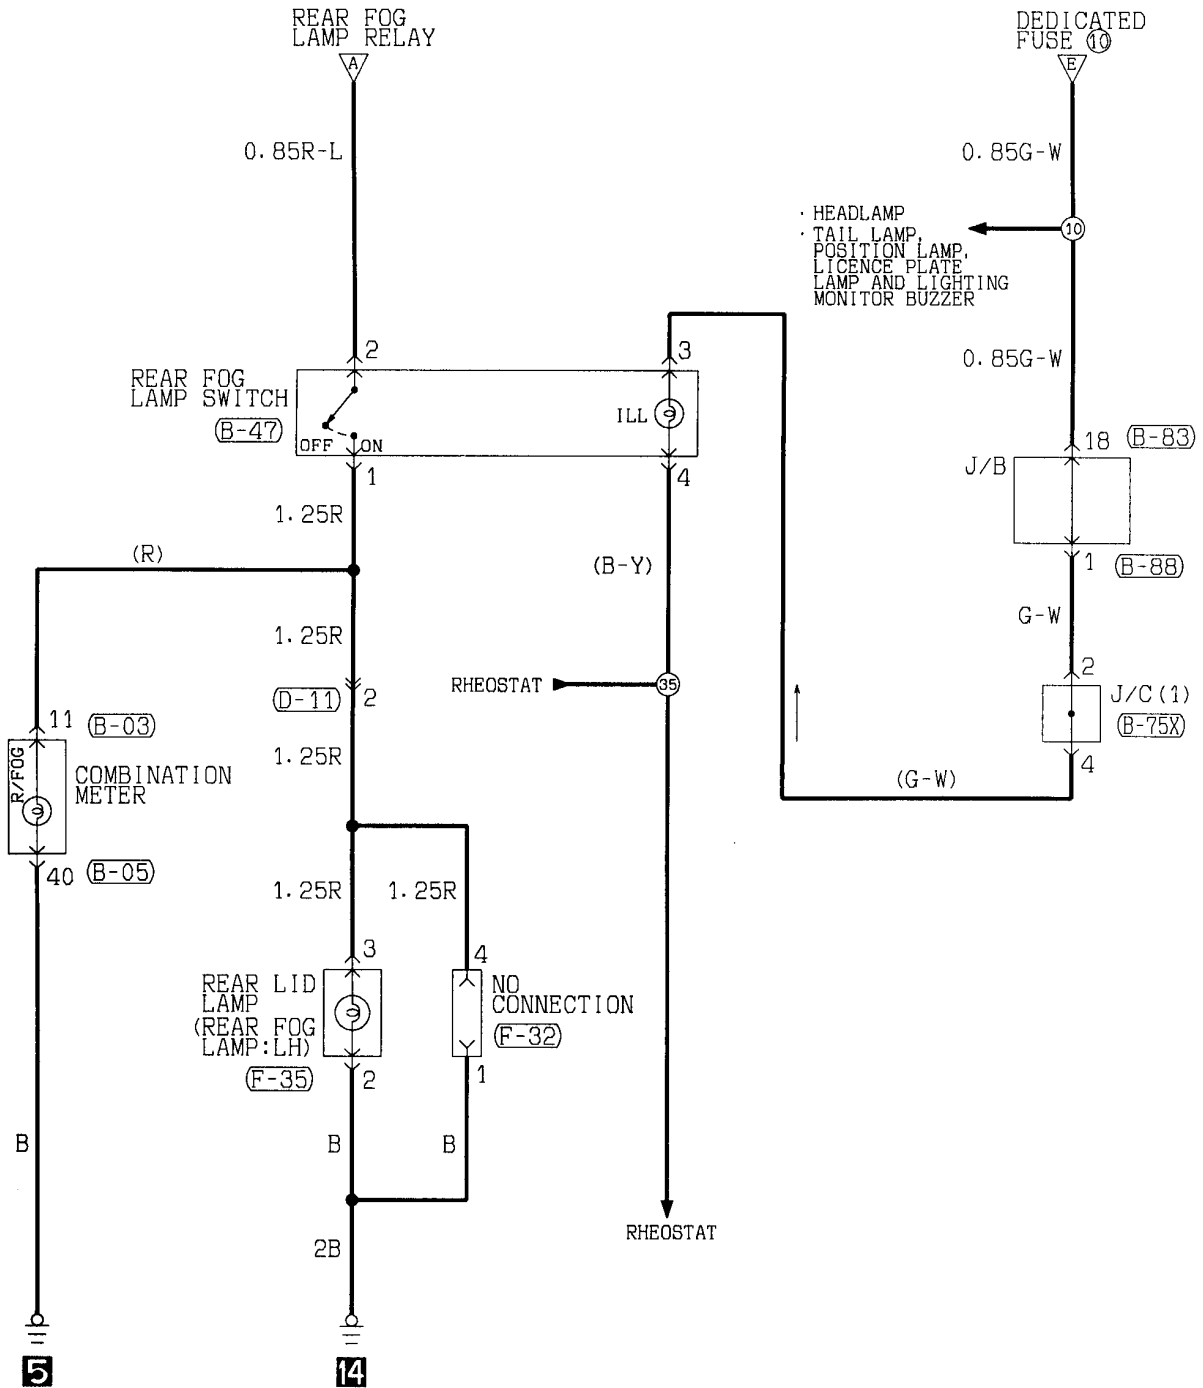 REAR FOG
LAMP RELAY
A
DEDICATED
FUSE 10
E
0.85R-L
0.85G-W
· HEADLAMP
· TAIL LAMP,
POSITION LAMP,
LICENCE PLATE
LAMP AND LIGHTING
MONITOR BUZZER
10
0.85G-W
2
3
REAR FOG
LAMP SWITCH
B-47
OFF
ON
ILL
1
4
18
B-83
J/B
1
B-88
1.25R
(R)
(B-Y)
G-W
1.25R
RHEOSTAT
35
2
J/C(1)
B-75X
4
D-11
2
11
B-03
R/FOG
COMBINATION
METER
1.25R
(G-W)
40
B-05
1.25R
1.25R
3
4
REAR LID
LAMP
(REAR FOG
LAMP:LH)
F-35
2
NO
CONNECTION
F-32
1
B
B
B
RHEOSTAT
2B
5
14